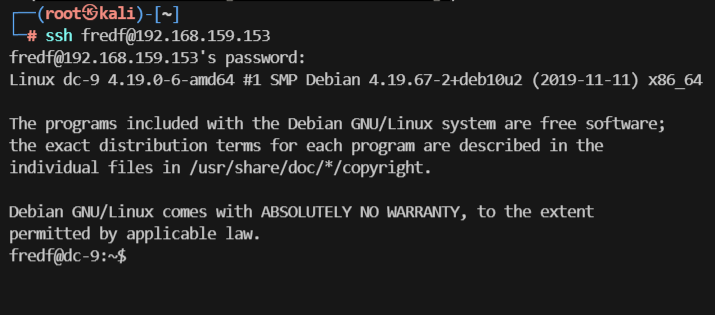 ┌──(root㉿kali)-[~]
└─# ssh fredf@192.168.159.153
fredf@192.168.159.153's password:
Linux dc-9 4.19.0-6-amd64 #1 SMP Debian 4.19.67-2+deb10u2 (2019-11-11) x86_64
The programs included with the Debian GNU/Linux system are free software;
the exact distribution terms for each program are described in the
individual files in /usr/share/doc/*/copyright.
Debian GNU/Linux comes with ABSOLUTELY NO WARRANTY, to the extent
permitted by applicable law.
fredf@dc-9:~$